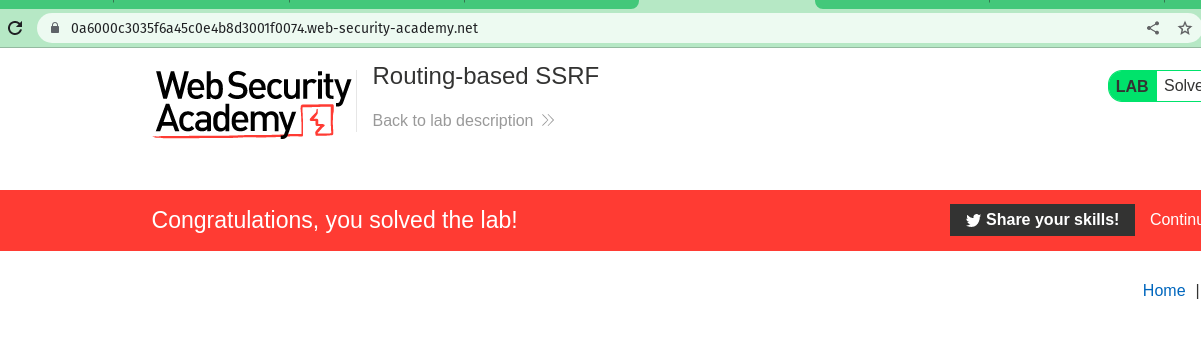 0a6000c3035f6a45c0e4b8d3001f0074.web-security-academy.net
Web Security
Academy
Routing-based SSRF
Back to lab description
LAB Solve
Congratulations, you solved the lab!
Share your skills! Continu
Home |